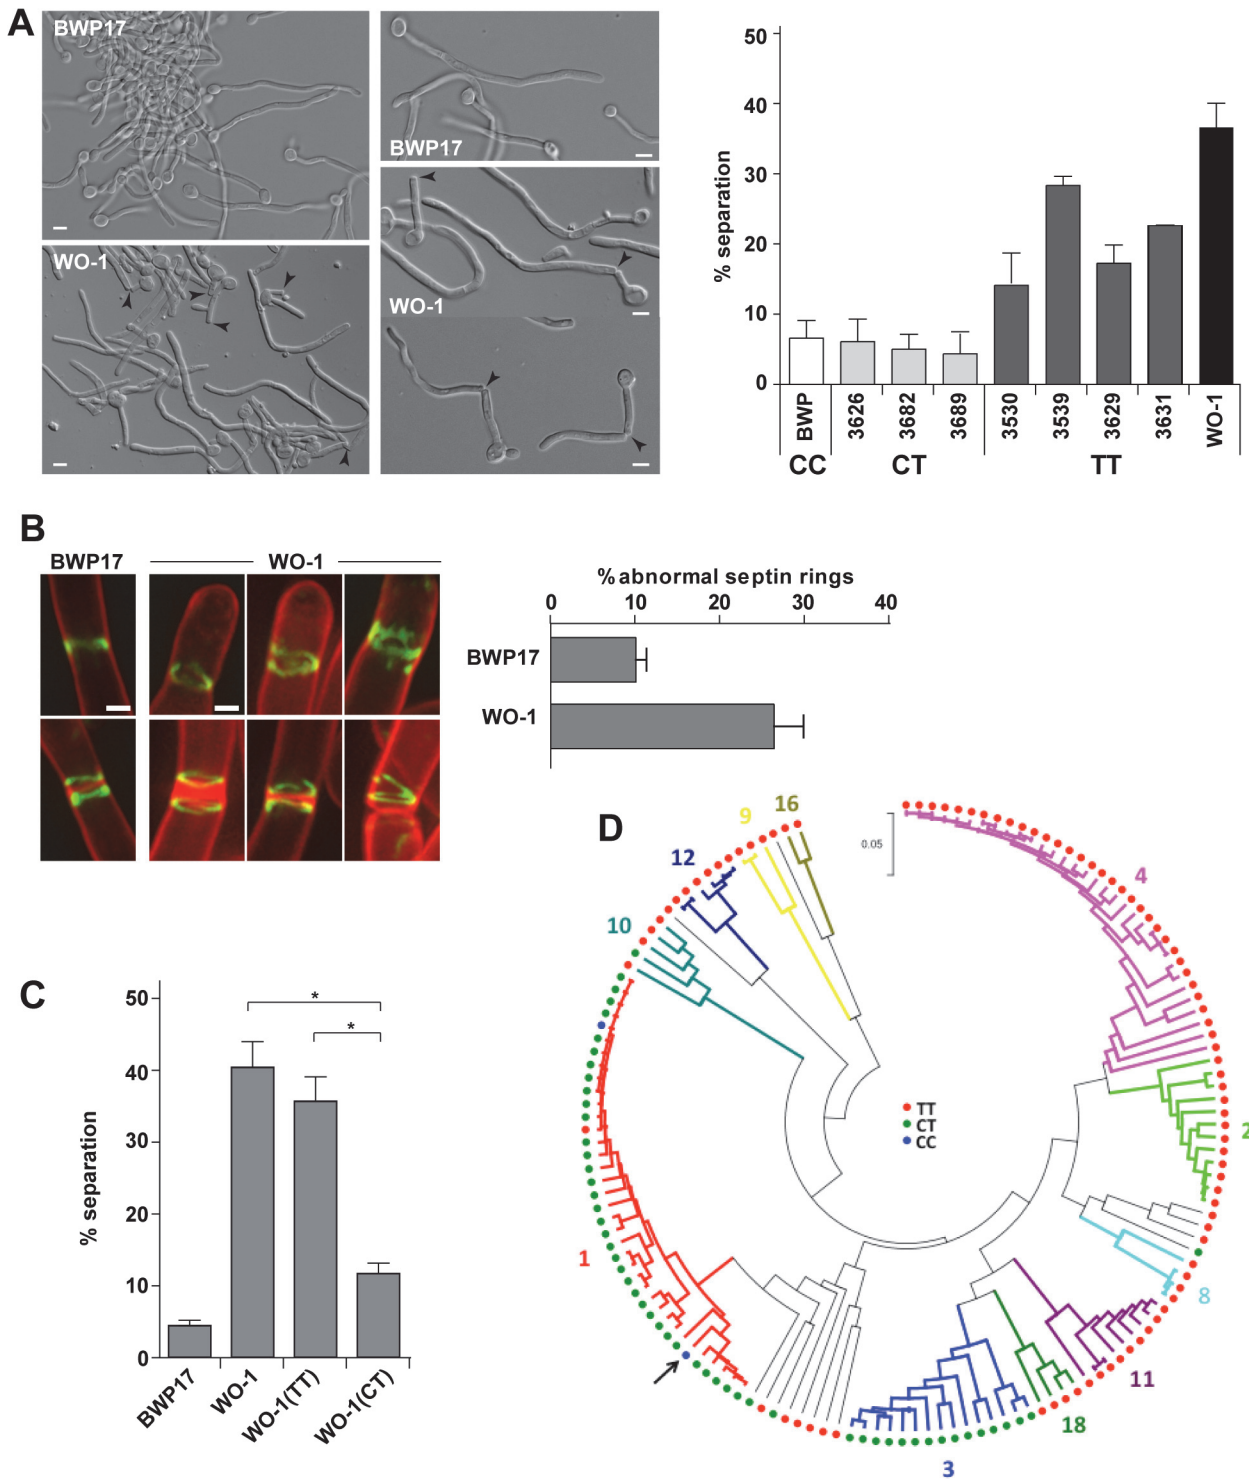 A
BWP17
BWP17
WO-1
WO-1
% separation
50
40
30
20
10
0
BWP
3626
3682
3689
3530
3539
3629
3631
WO-1
CC
CT
TT
B
BWP17
WO-1
% abnormal septin rings
0
10
20
30
40
BWP17
WO-1
C
% separation
50
40
30
20
10
0
*
*
BWP17
WO-1
WO-1(TT)
WO-1(CT)
D
0.05
16
9
12
10
4
2
8
11
18
3
1
TT
CT
CC